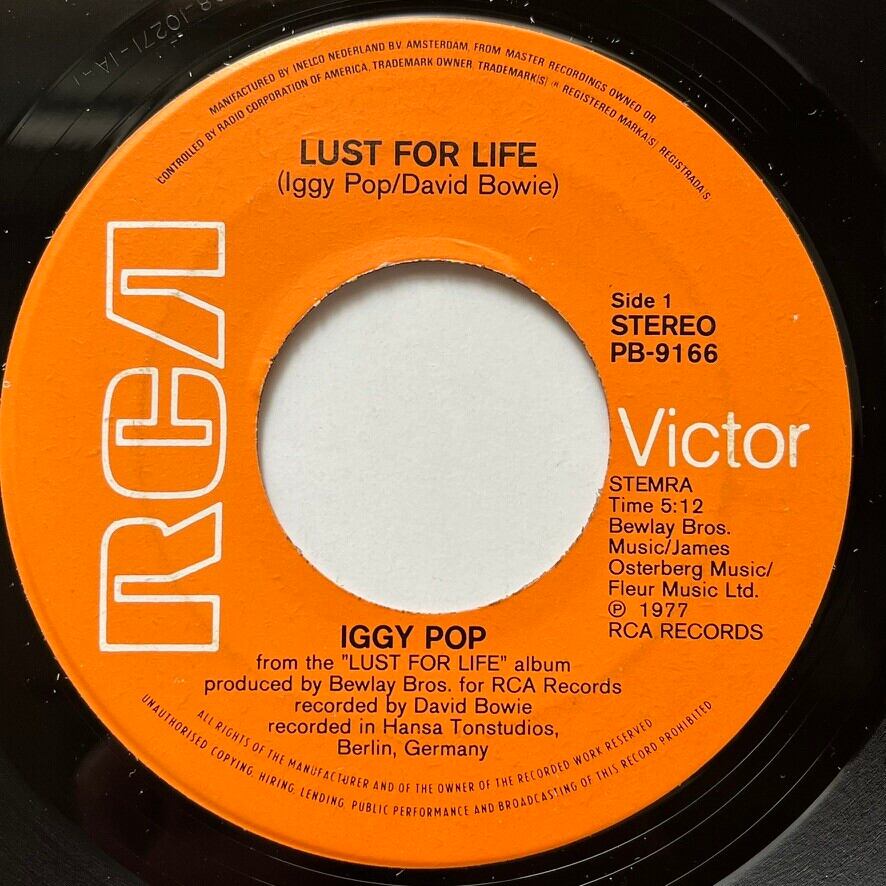 MANUFACTURED BY INELCO NEDERLAND B.V. AMSTERDAM, FROM MASTER RECORDINGS OWNED OR
CONTROLLED BY RADIO CORPORATION OF AMERICA, TRADEMARK OWNER, TRADEMARK(S) ® REGISTERED MARKA(S) REGISTRADA(S)
LUST FOR LIFE
(Iggy Pop/David Bowie)
RCA
Side 1
STEREO
PB-9166
Victor
STEMRA
Time 5:12
Bewlay Bros.
Music/James
Osterberg Music/
Fleur Music Ltd.
℗ 1977
RCA RECORDS
IGGY POP
from the "LUST FOR LIFE" album
produced by Bewlay Bros. for RCA Records
recorded by David Bowie
recorded in Hansa Tonstudios,
Berlin, Germany
ALL RIGHTS OF THE MANUFACTURER AND OF THE OWNER OF THE RECORDED WORK RESERVED
UNAUTHORISED COPYING, HIRING, LENDING, PUBLIC PERFORMANCE AND BROADCASTING OF THIS RECORD PROHIBITED